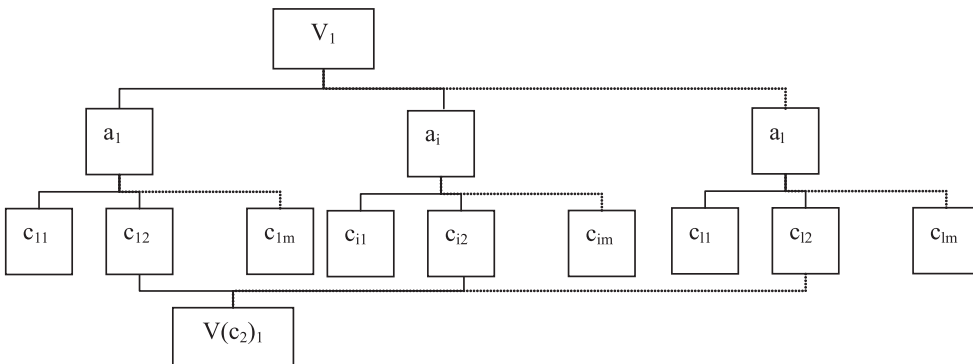 V₁
a₁ aᵢ aₗ
c₁₁ c₁₂ c₁ₘ cᵢ₁ cᵢ₂ cᵢₘ cₗ₁ cₗ₂ cₗₘ
V(c₂)₁